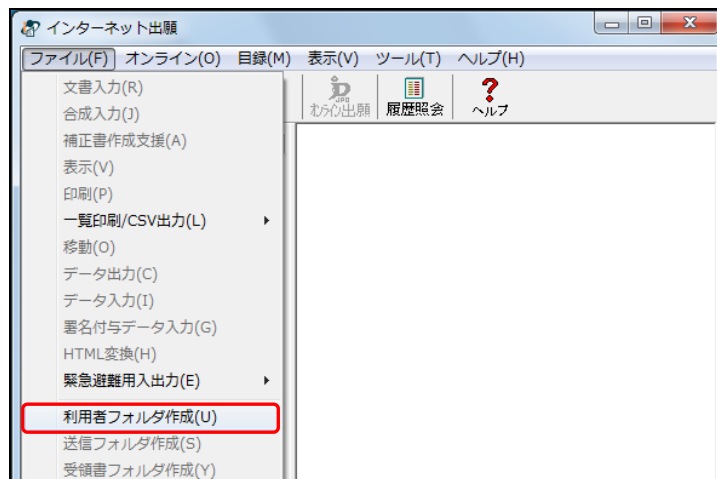 インターネット出願
ファイル(F) オンライン(O) 目録(M) 表示(V) ツール(T) ヘルプ(H)
文書入力(R)
合成入力(J)
補正書作成支援(A)
表示(V)
印刷(P)
一覧印刷/CSV出力(L)
移動(O)
データ出力(C)
データ入力(I)
署名付与データ入力(G)
HTML変換(H)
緊急避難用入出力(E)
利用者フォルダ作成(U)
送信フォルダ作成(S)
受領書フォルダ作成(Y)
出願 履歴照会 ヘルプ